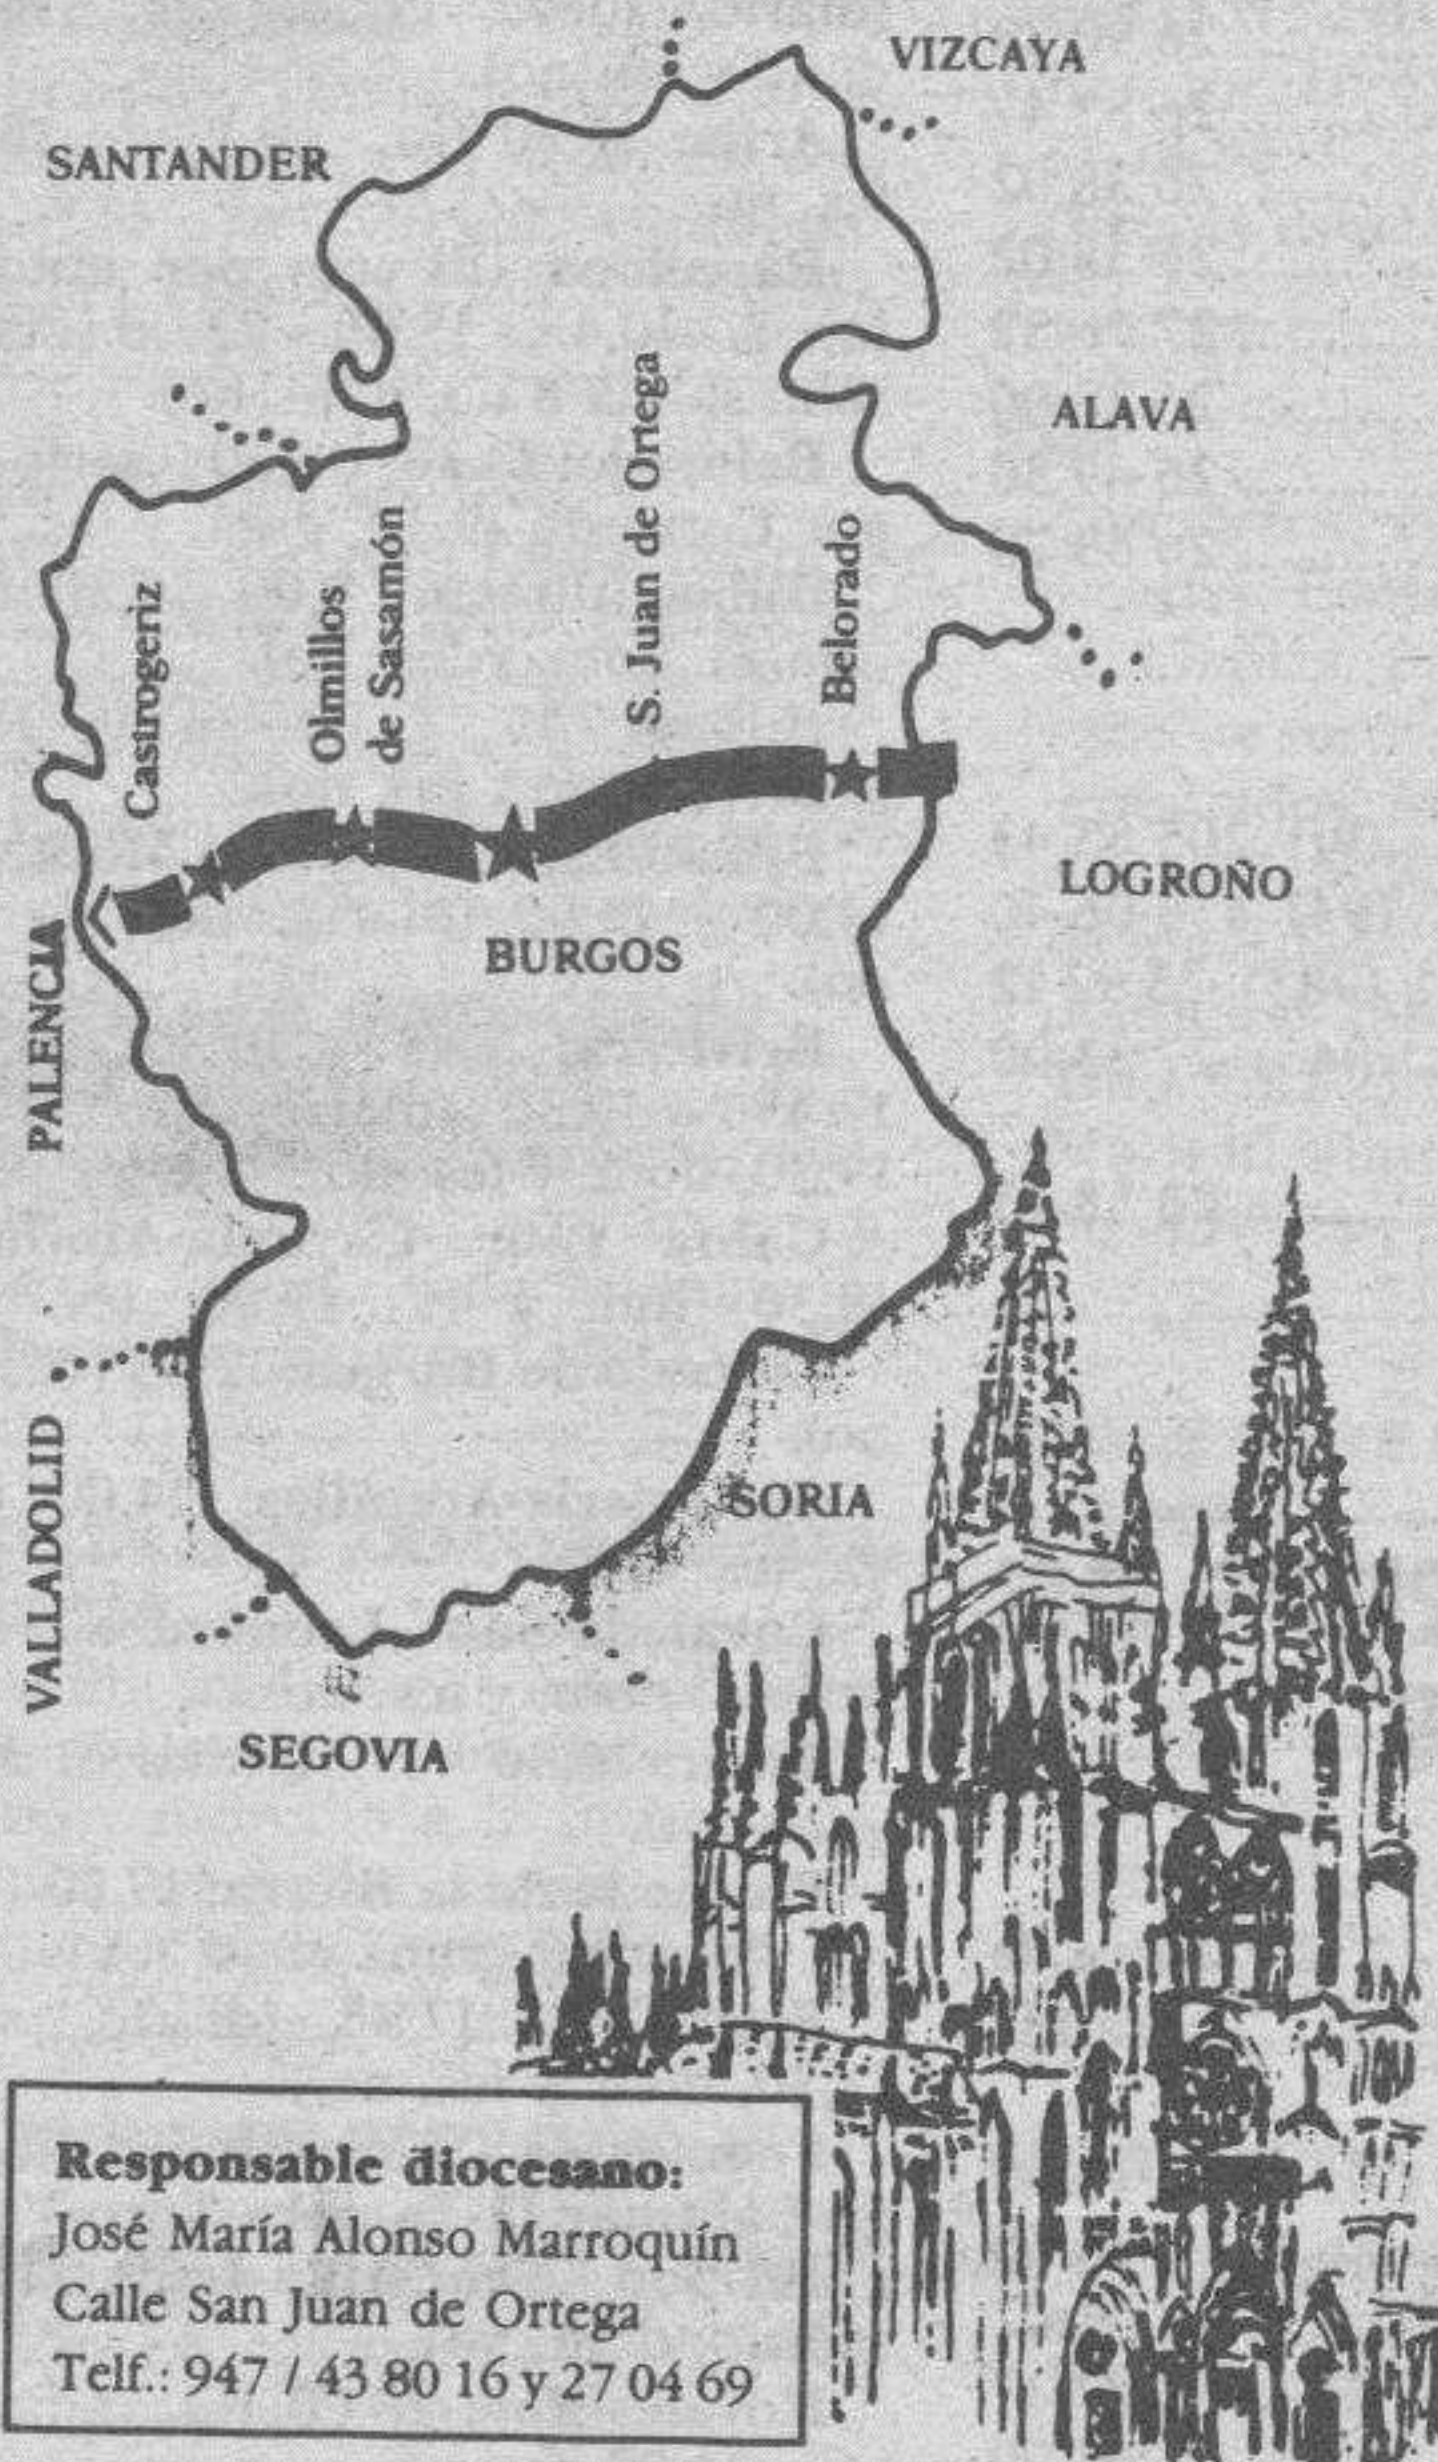 VIZCAYA
SANTANDER
ALAVA
S. Juan de Ortega
Belorado
Olmillos
de Sasamón
Castrogeriz
LOGROÑO
BURGOS
PALENCIA
SORIA
VALLADOLID
SEGOVIA
Responsable diocesano:
José María Alonso Marroquín
Calle San Juan de Ortega
Telf.: 947 / 43 80 16 y 27 04 69